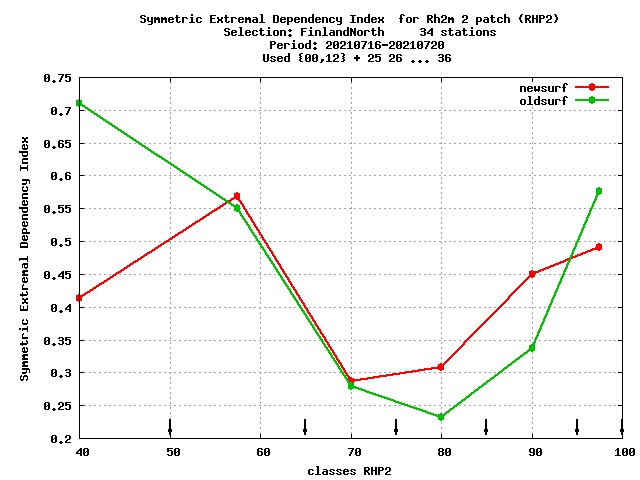 Symmetric Extremal Dependency Index  for Rh2m 2 patch (RHP2)
Selection: FinlandNorth     34 stations
Period: 20210716-20210720
Used {00,12} + 25 26 ... 36
newsurf
oldsurf
Symmetric Extremal Dependency Index
0.75
0.7
0.65
0.6
0.55
0.5
0.45
0.4
0.35
0.3
0.25
0.2
40 50 60 70 80 90 100
classes RHP2